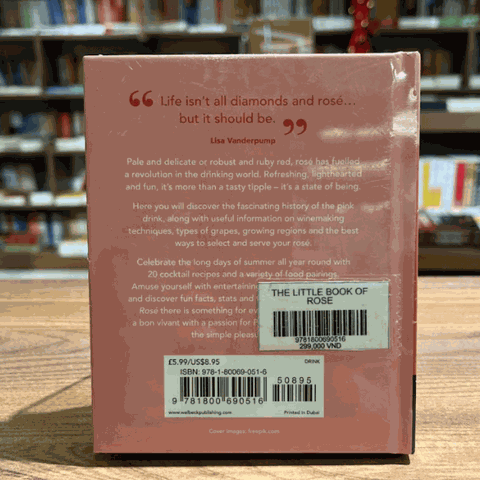 “ Life isn't all diamonds and rosé...
but it should be. ”
Lisa Vanderpump
Pale and delicate or robust and ruby red, rosé has fuelled
a revolution in the drinking world. Refreshing, lighthearted
and fun, it's more than a tasty tipple – it's a state of being.
Here you will discover the fascinating history of the pink
drink, along with useful information on winemaking
techniques, types of grapes, growing regions and the best
ways to select and serve your rosé.
Celebrate the long days of summer all year round with
20 cocktail recipes and a variety of food pairings.
Amuse yourself with entertaining
and discover fun facts, stats and
Rosé there is something for
a bon vivant with a passion for
the simple
THE LITTLE BOOK OF
ROSE
9781800690516
299,000 VND
£5.99/US$8.95
DRINK
ISBN: 978-1-80069-051-6
50895
9 781800 690516
www.welbeckpublishing.com
Printed in Dubai
Cover images: freepik.com